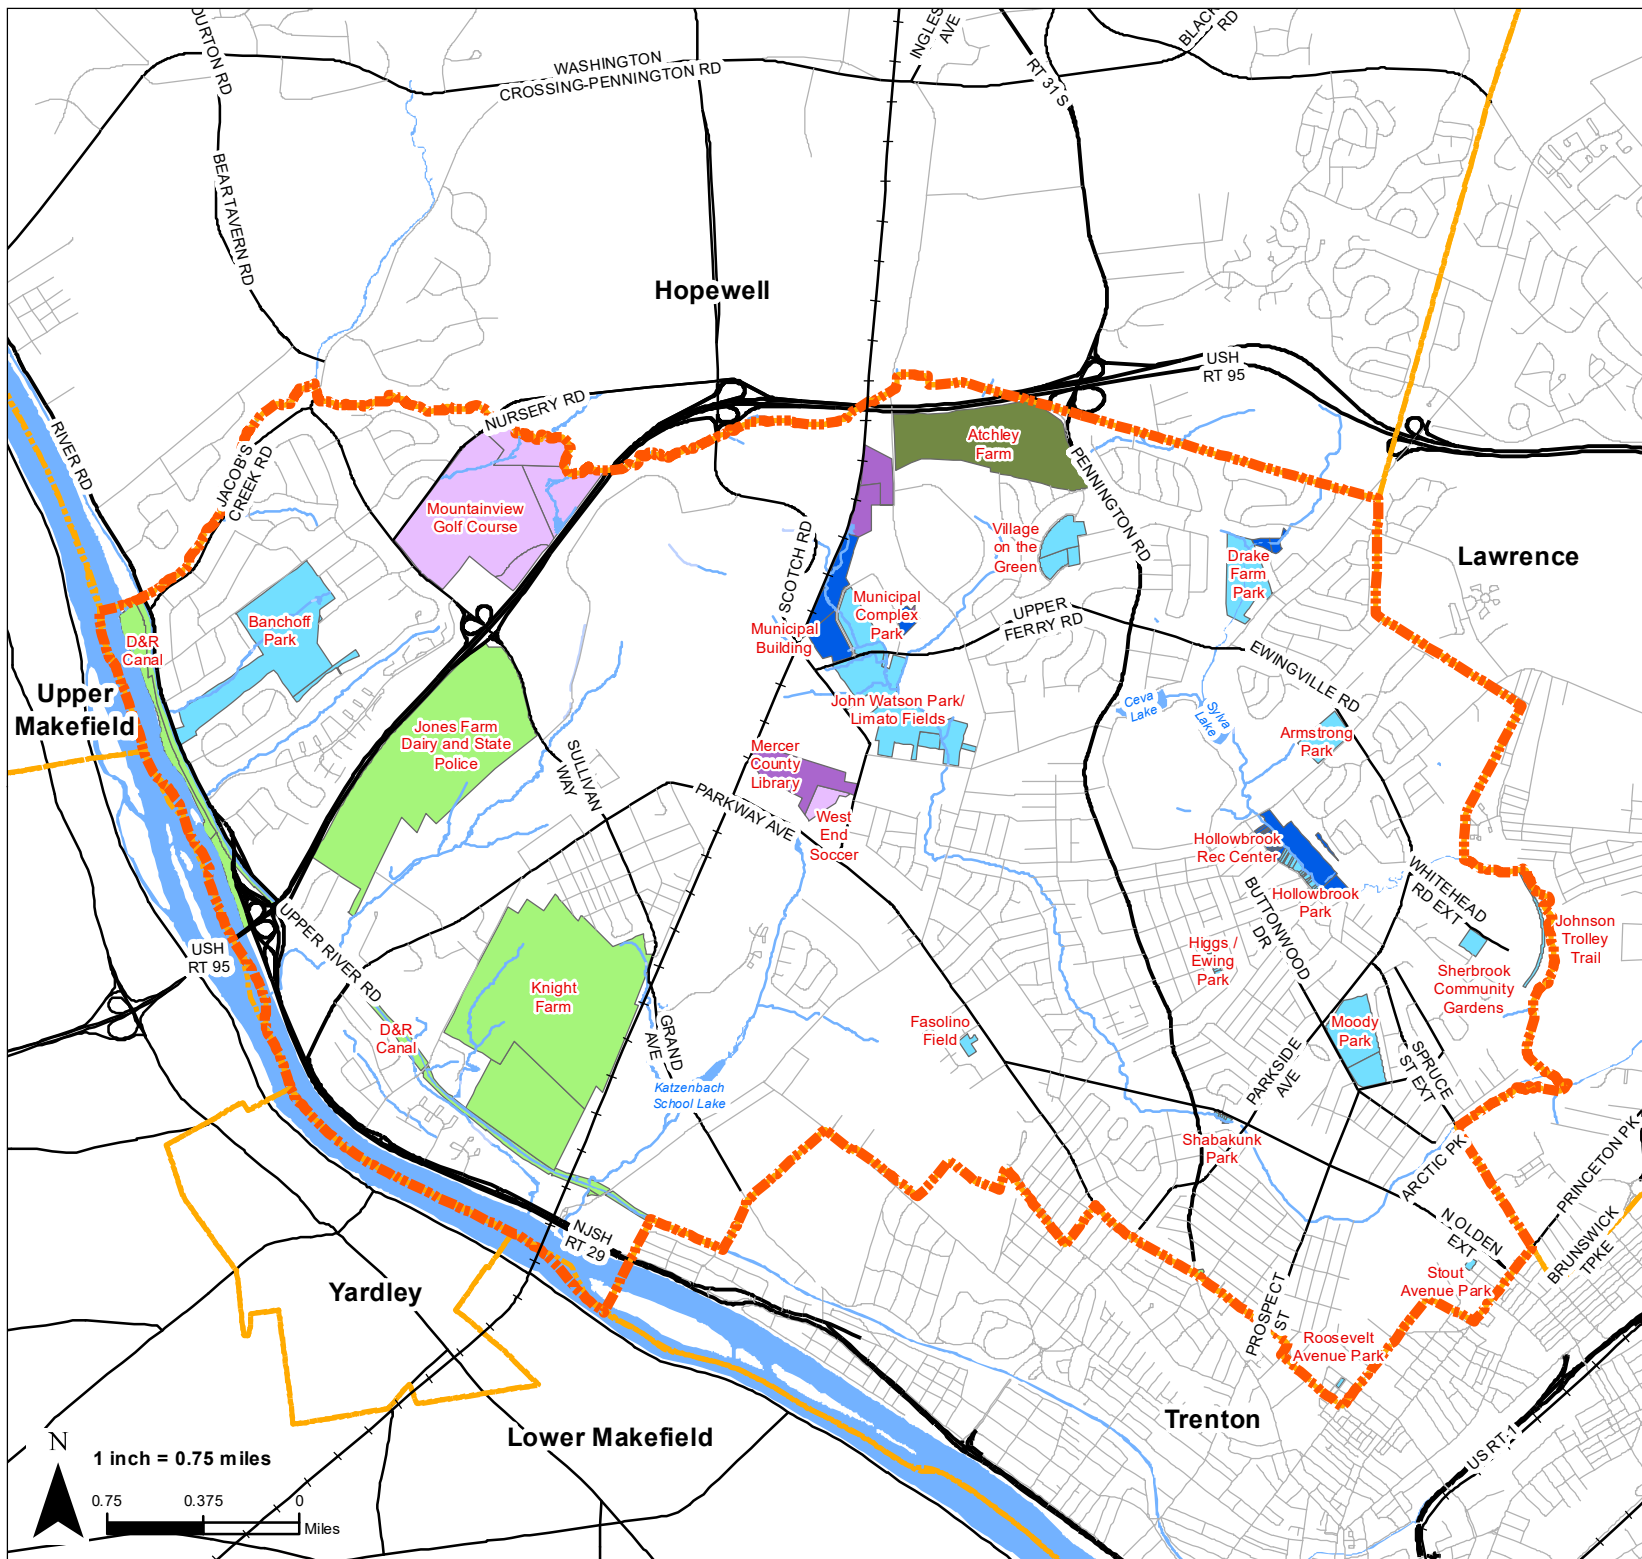 OURTON RD
WASHINGTON
CROSSING-PENNINGTON RD
INGLES
AVE
BLACK
RD
RT 31 S
BEARTAVERN RD
Hopewell
USH
RT 95
RIVER RD
NURSERY RD
JACOB'S
CREEK RD
Mountainview
Golf Course
Atchley
Farm
PENNINGTON RD
Village
on the
Green
SCOTCH RD
Lawrence
Drake
Farm
Park
Banchoff
Park
D&R
Canal
Municipal
Complex
Park
Municipal
Building
UPPER
FERRY RD
EWINGVILLE RD
Upper
Makefield
Ceva
Lake
Sylva
Lake
John Watson Park/
Limato Fields
Armstrong
Park
Jones Farm
Dairy and State
Police
SULLIVAN
WAY
Mercer
County
Library
PARKWAY AVE
West
End
Soccer
Hollowbrook
Rec Center
Hollowbrook
Park
WHITEHEAD
RD EXT
BUTTONWOOD
DR
Johnson
Trolley
Trail
UPPER RIVER RD
USH
RT 95
Higgs /
Ewing
Park
Sherbrook
Community
Gardens
Knight
Farm
D&R
Canal
GRAND
AVE
Fasolino
Field
Moody
Park
PARKSIDE
AVE
SPRUCE
ST EXT
Katzenbach
School Lake
Shabakunk
Park
ARCTIC PK
PRINCETON PK
BRUNSWICK
TPKE
N OLDEN
EXT
NJSH
RT 29
Stout
Avenue Park
Yardley
PROSPECT
ST
Roosevelt
Avenue Park
Trenton
Lower Makefield
US RT 1
N
1 inch = 0.75 miles
0.75 0.375 0
Miles